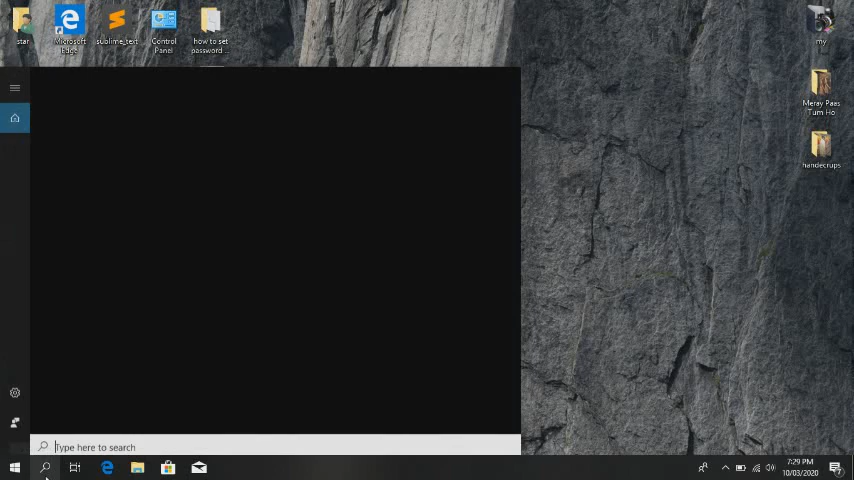 star
Microsoft
Edge
sublime_text
Control
Panel
how to set
password ...
my
Meray Paas
Tum Ho
handecrups
Type here to search
7:29 PM
10/03/2020